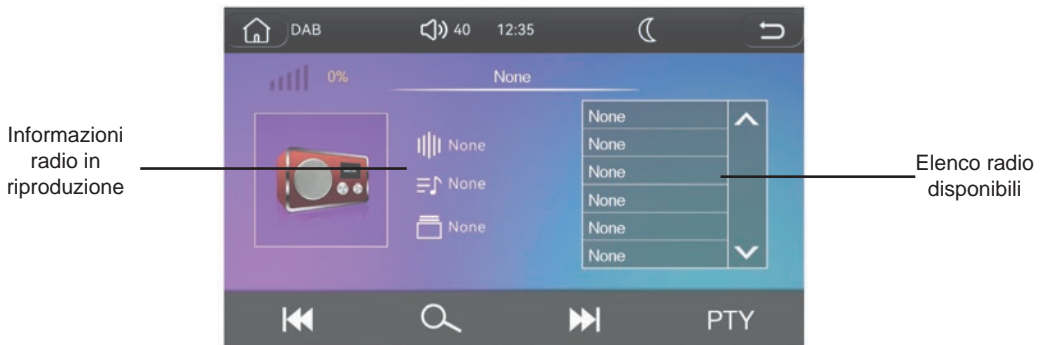 DAB
40
12:35
0%
None
Informazioni
radio in
riproduzione
None
None
None
None
None
None
None
None
None
Elenco radio
disponibili
PTY